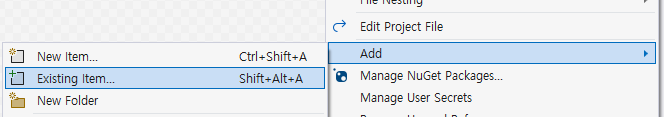 File Nesting
Edit Project File
Add
New Item... Ctrl+Shift+A
Existing Item... Shift+Alt+A
New Folder
Manage NuGet Packages...
Manage User Secrets